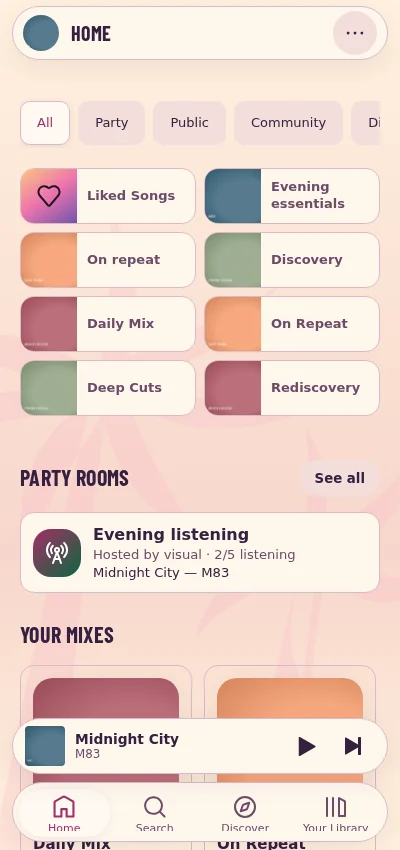 HOME
All
Party
Public
Community
Di
Liked Songs
Evening
essentials
On repeat
Discovery
Daily Mix
On Repeat
Deep Cuts
Rediscovery
PARTY ROOMS
See all
Evening listening
Hosted by visual · 2/5 listening
Midnight City — M83
YOUR MIXES
Midnight City
M83
Home
Search
Discover
Your Library
Daily Mix
On Repeat